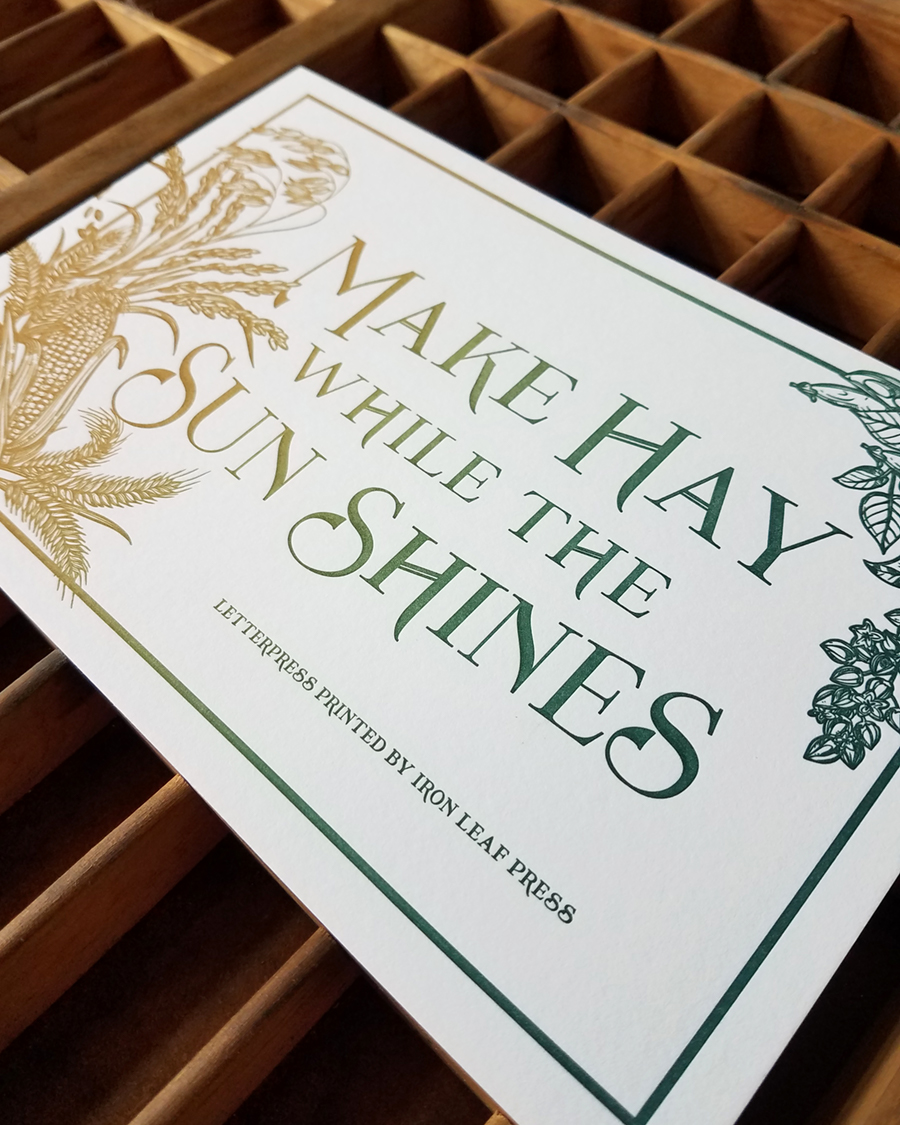 MAKE HAY
WHILE THE
SUN SHINES
LETTERPRESS PRINTED BY IRON LEAF PRESS